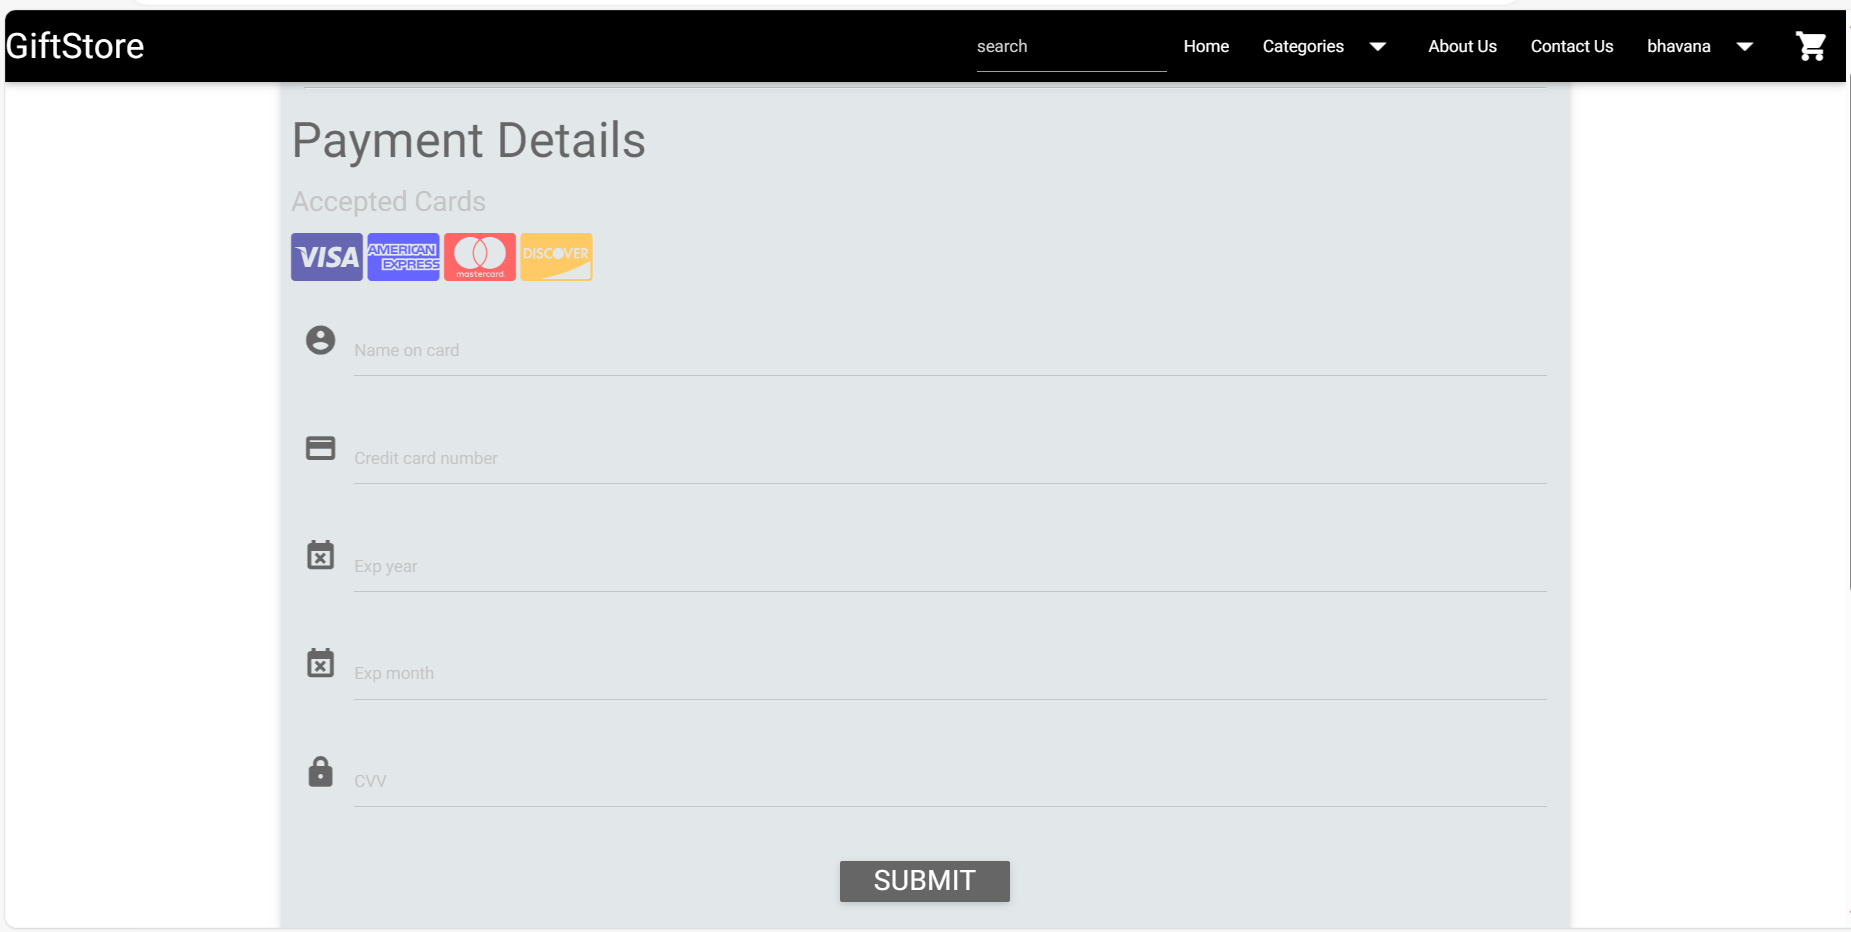 GiftStore
search Home Categories About Us Contact Us bhavana
Payment Details
Accepted Cards
VISA AMERICAN EXPRESS mastercard DISCOVER
Name on card
Credit card number
Exp year
Exp month
CVV
SUBMIT